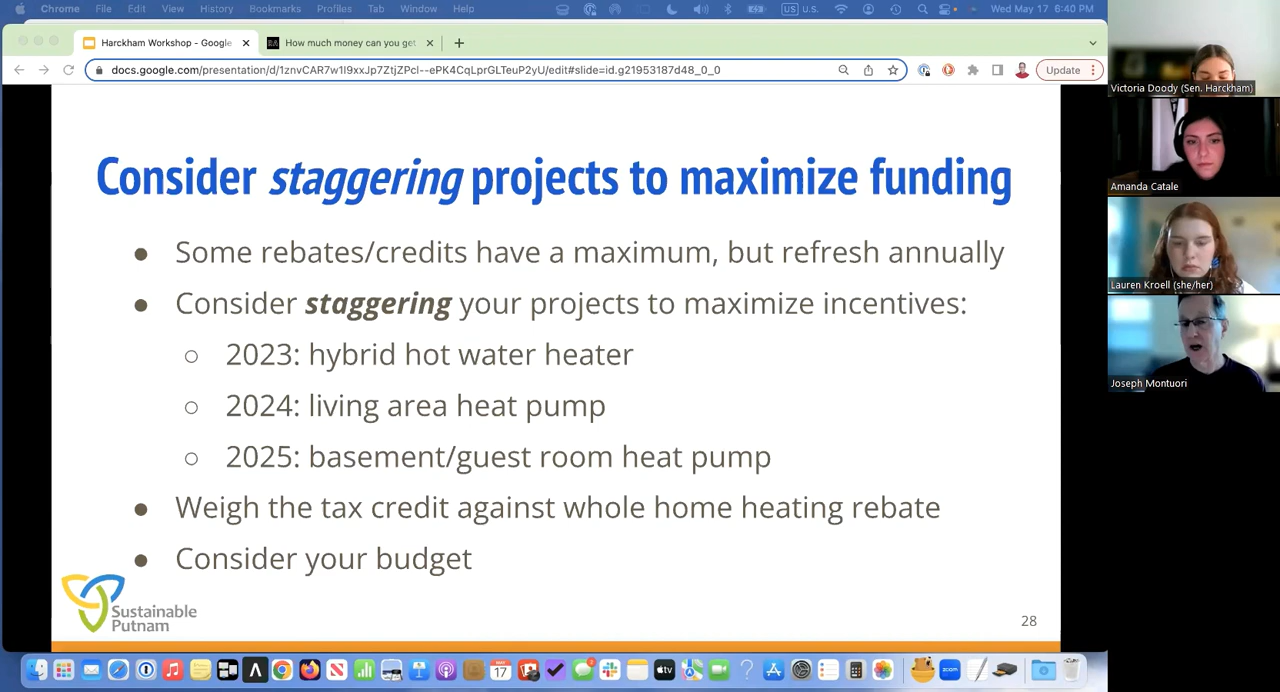 Chrome File Edit View History Bookmarks Profiles Tab Window Help US U.S. Wed May 17 6:40 PM
Harckham Workshop - Google How much money can you get
docs.google.com/presentation/d/1znvCAR7w1I9xxJp7ZtjZPcl--ePK4CqLprGLTeuP2yU/edit#slide=id.g21953187d48_0_0 Update
Consider staggering projects to maximize funding
● Some rebates/credits have a maximum, but refresh annually
● Consider staggering your projects to maximize incentives:
○ 2023: hybrid hot water heater
○ 2024: living area heat pump
○ 2025: basement/guest room heat pump
● Weigh the tax credit against whole home heating rebate
● Consider your budget
Sustainable
Putnam
28
Victoria Doody (Sen. Harckham)
Amanda Catale
Lauren Kroell (she/her)
Joseph Montuori
17
zoom